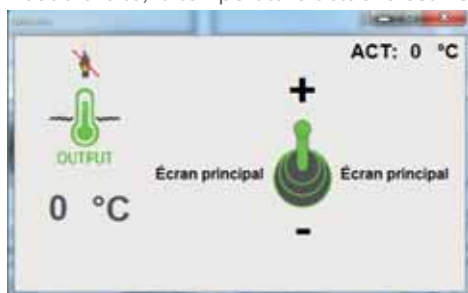 ACT: 0 °C
+
OUTPUT
Écran principal
Écran principal
0 °C
-